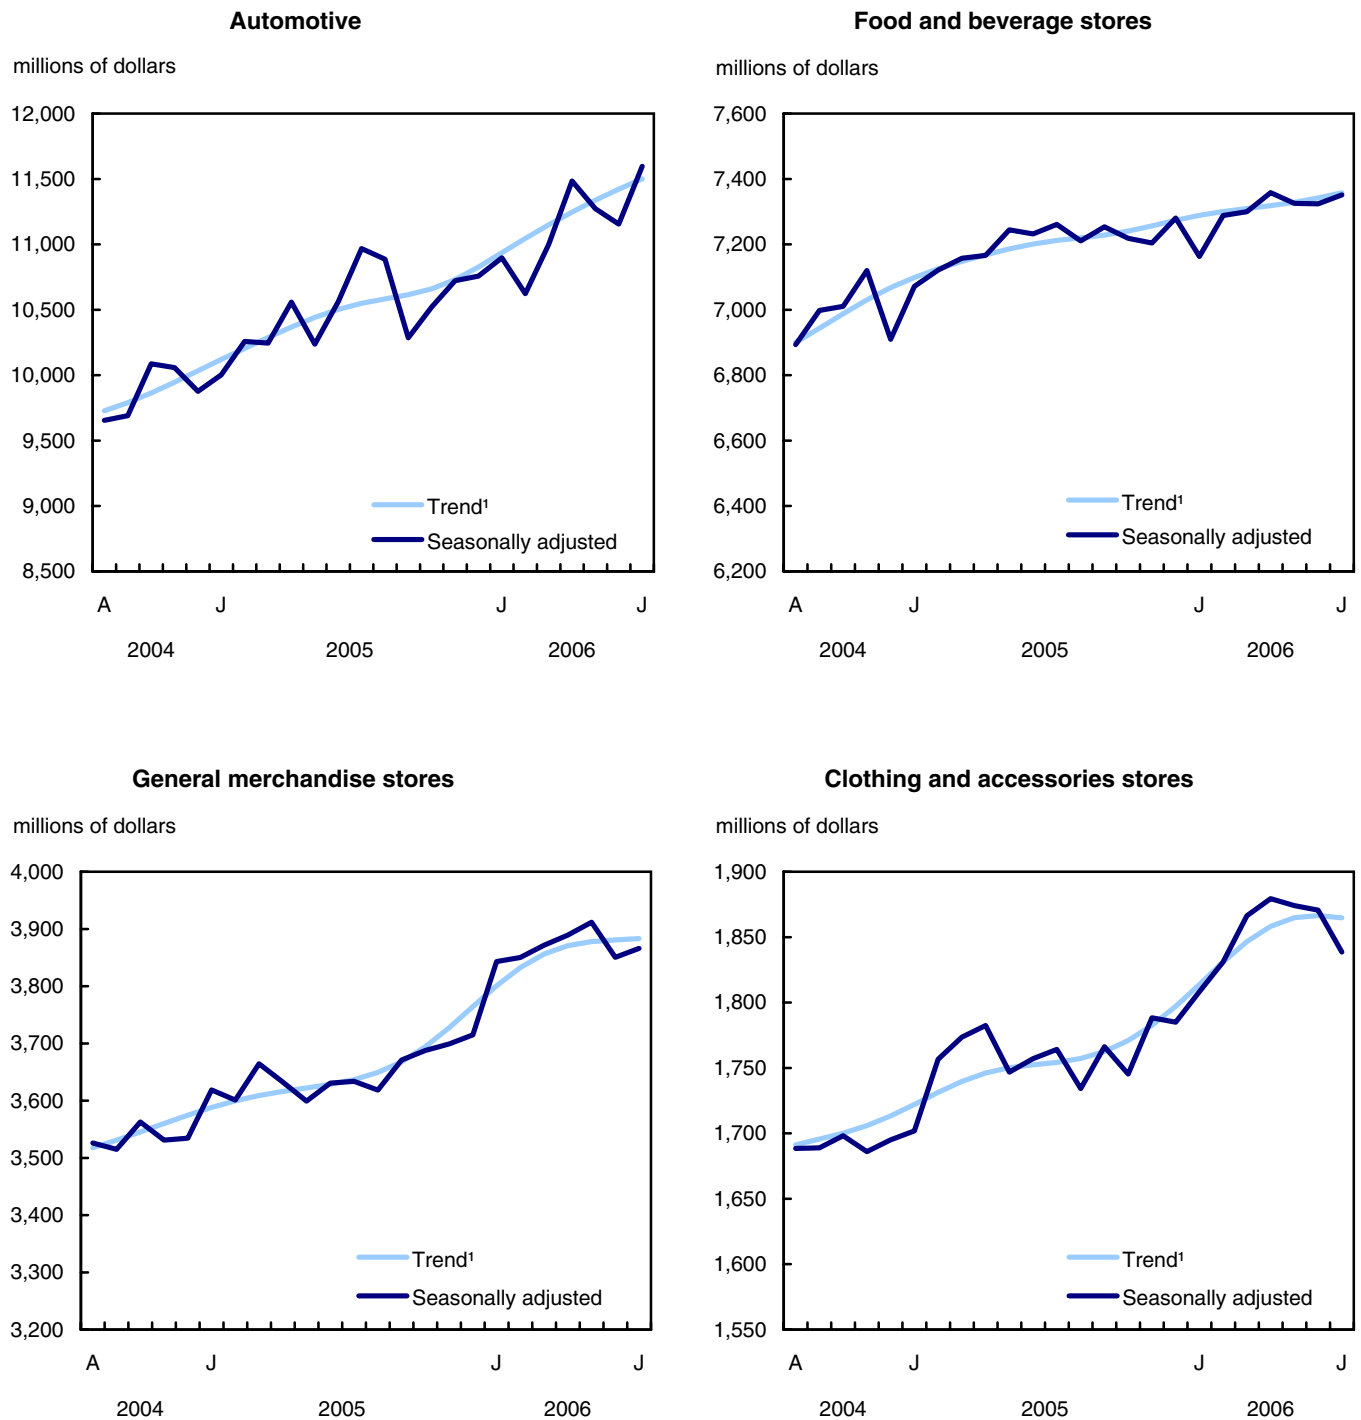 Automotive
millions of dollars
12,000
11,500
11,000
10,500
10,000
9,500
9,000
8,500
Trend¹
Seasonally adjusted
A J J J
2004 2005 2006
Food and beverage stores
millions of dollars
7,600
7,400
7,200
7,000
6,800
6,600
6,400
6,200
Trend¹
Seasonally adjusted
A J J J
2004 2005 2006
General merchandise stores
millions of dollars
4,000
3,900
3,800
3,700
3,600
3,500
3,400
3,300
3,200
Trend¹
Seasonally adjusted
A J J J
2004 2005 2006
Clothing and accessories stores
millions of dollars
1,900
1,850
1,800
1,750
1,700
1,650
1,600
1,550
Trend¹
Seasonally adjusted
A J J J
2004 2005 2006